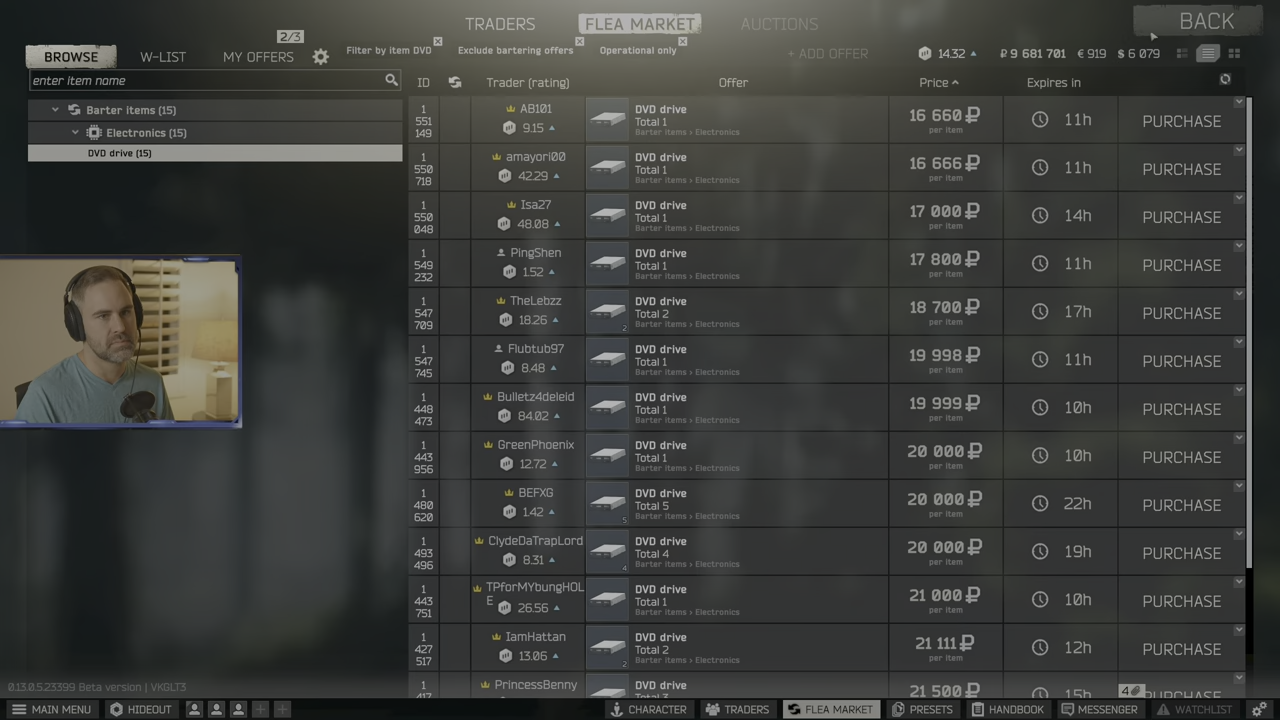 TRADERS
FLEA MARKET
AUCTIONS
BACK
2/3
BROWSE
W-LIST
MY OFFERS
Filter by item DVD
Exclude bartering offers
Operational only
+ ADD OFFER
14.32
₽ 9 681 701
€ 919
$ 6 079
enter item name
ID
Trader (rating)
Offer
Price
Expires in
Barter items (15)
Electronics (15)
DVD drive (15)
1 551 149
AB101
9.15
DVD drive
Total 1
Barter items › Electronics
16 660 ₽
per item
11h
PURCHASE
1 550 718
amayori00
42.29
DVD drive
Total 1
Barter items › Electronics
16 666 ₽
per item
11h
PURCHASE
1 550 048
Isa27
48.08
DVD drive
Total 1
Barter items › Electronics
17 000 ₽
per item
14h
PURCHASE
1 549 232
PingShen
1.52
DVD drive
Total 1
Barter items › Electronics
17 800 ₽
per item
11h
PURCHASE
1 547 709
TheLebzz
18.26
2
DVD drive
Total 2
Barter items › Electronics
18 700 ₽
per item
17h
PURCHASE
1 547 745
Flubtub97
8.48
DVD drive
Total 1
Barter items › Electronics
19 998 ₽
per item
11h
PURCHASE
1 448 473
Bulletz4deleid
84.02
DVD drive
Total 1
Barter items › Electronics
19 999 ₽
per item
10h
PURCHASE
1 443 956
GreenPhoenix
12.72
DVD drive
Total 1
Barter items › Electronics
20 000 ₽
per item
10h
PURCHASE
1 480 620
BEFXG
1.42
5
DVD drive
Total 5
Barter items › Electronics
20 000 ₽
per item
22h
PURCHASE
1 493 496
ClydeDaTrapLord
8.31
4
DVD drive
Total 4
Barter items › Electronics
20 000 ₽
per item
19h
PURCHASE
1 443 751
TPforMYbungHOLE
26.56
DVD drive
Total 1
Barter items › Electronics
21 000 ₽
per item
10h
PURCHASE
1 427 517
IamHattan
13.06
2
DVD drive
Total 2
Barter items › Electronics
21 111 ₽
per item
12h
PURCHASE
1
PrincessBenny
DVD drive
21 500 ₽
15h
PURCHASE
4
0.13.0.5.23399 Beta version | VKGLT3
MAIN MENU
HIDEOUT
CHARACTER
TRADERS
FLEA MARKET
PRESETS
HANDBOOK
MESSENGER
WATCHLIST